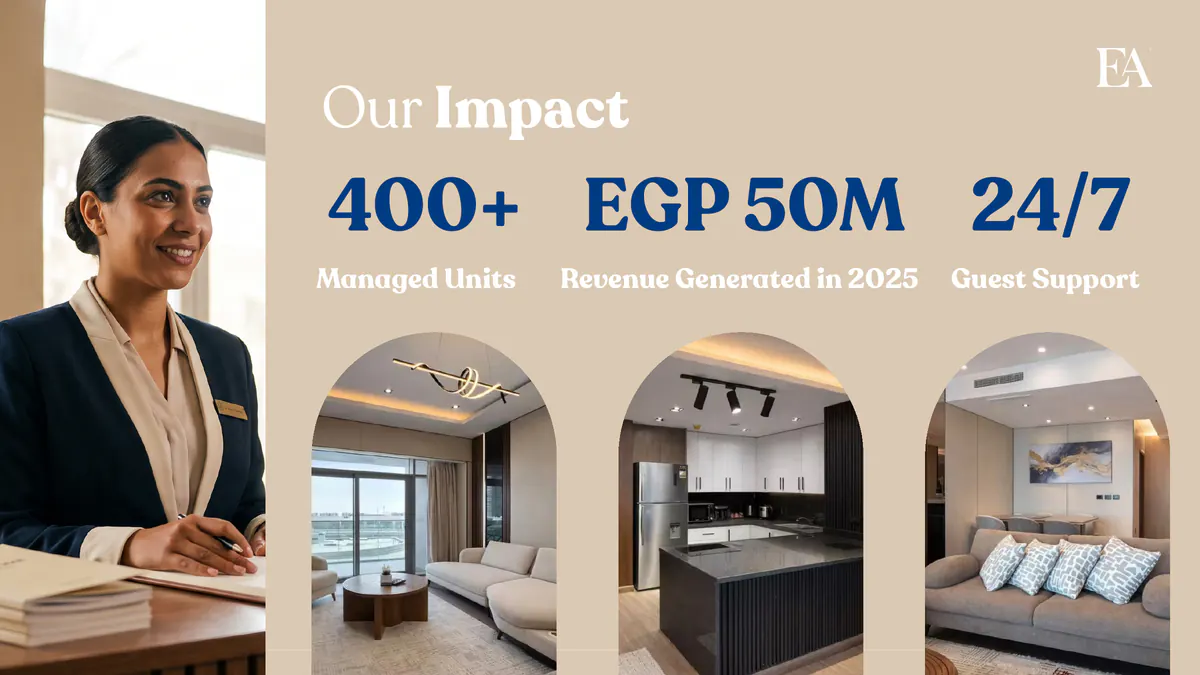 EA
Our Impact
400+
EGP 50M
24/7
Managed Units
Revenue Generated in 2025
Guest Support